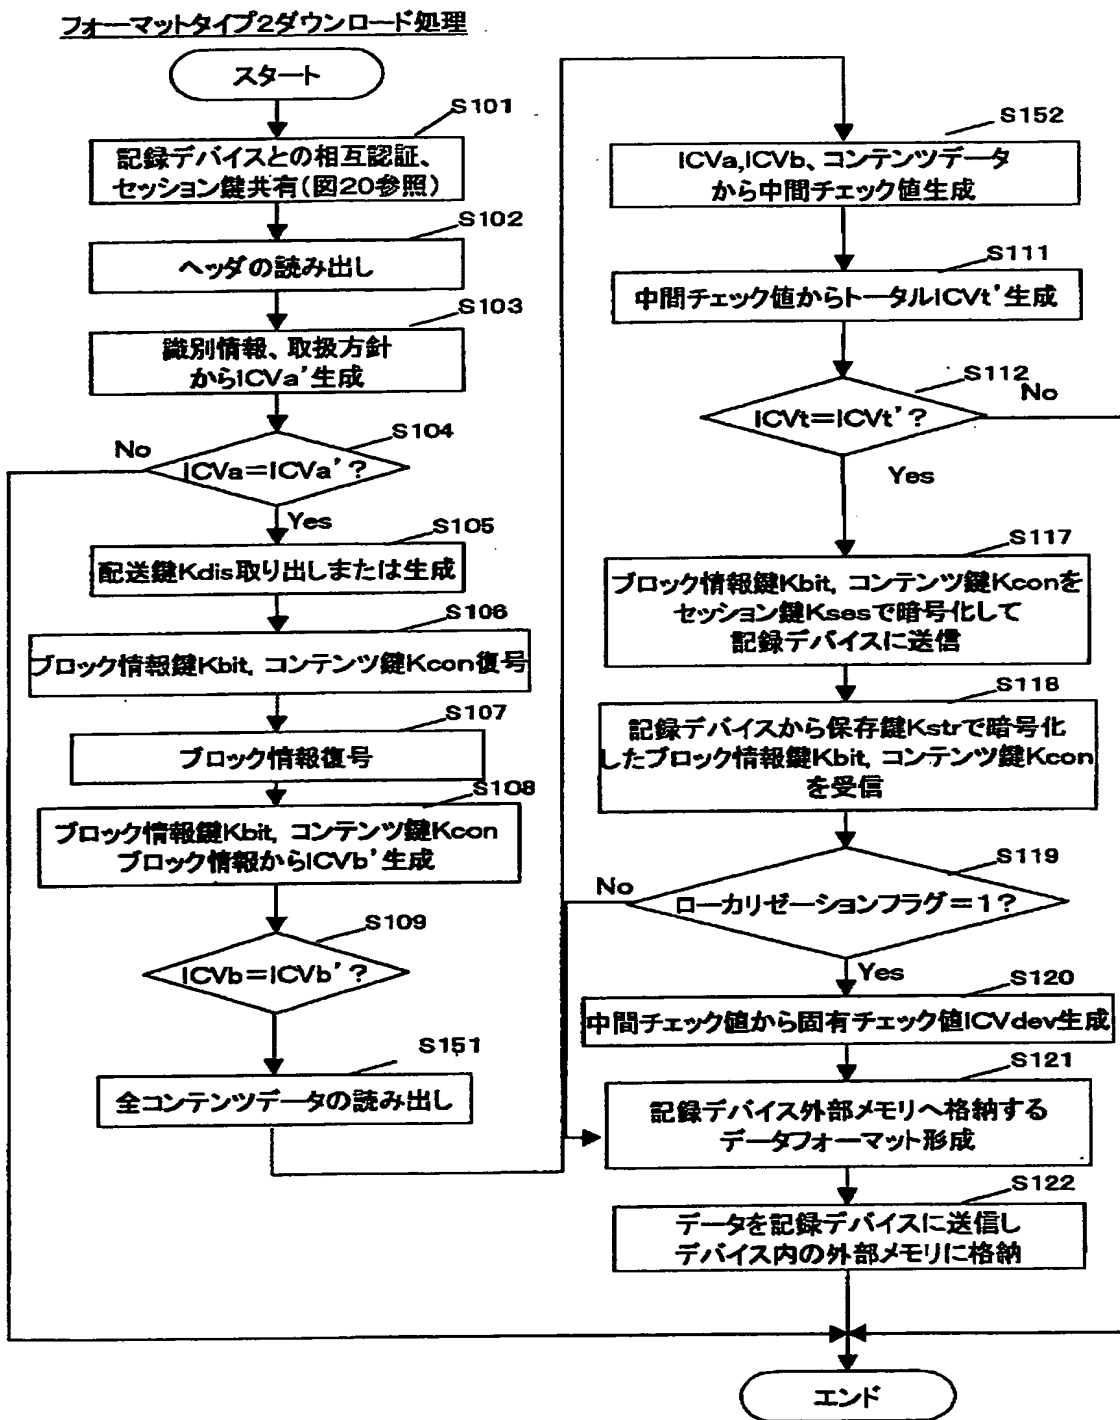 フォーマットタイプ2ダウンロード処理
スタート
S101
記録デバイスとの相互認証、
セッション鍵共有(図20参照)
S102
ヘッダの読み出し
S103
識別情報、取扱方針
からICVa'生成
S104
No
ICVa=ICVa'?
Yes
S105
配送鍵Kdis取り出しまたは生成
S106
ブロック情報鍵Kbit, コンテンツ鍵Kcon復号
S107
ブロック情報復号
S108
ブロック情報鍵Kbit, コンテンツ鍵Kcon
ブロック情報からICVb'生成
S109
ICVb=ICVb'?
S151
全コンテンツデータの読み出し
S152
ICVa,ICVb、コンテンツデータ
から中間チェック値生成
S111
中間チェック値からトータルICVt'生成
S112
No
ICVt=ICVt'?
Yes
S117
ブロック情報鍵Kbit, コンテンツ鍵Kconを
セッション鍵Ksesで暗号化して
記録デバイスに送信
S118
記録デバイスから保存鍵Kstrで暗号化
したブロック情報鍵Kbit, コンテンツ鍵Kcon
を受信
S119
No
ローカリゼーションフラグ=1?
Yes
S120
中間チェック値から固有チェック値ICVdev生成
S121
記録デバイス外部メモリへ格納する
データフォーマット形成
S122
データを記録デバイスに送信し
デバイス内の外部メモリに格納
エンド